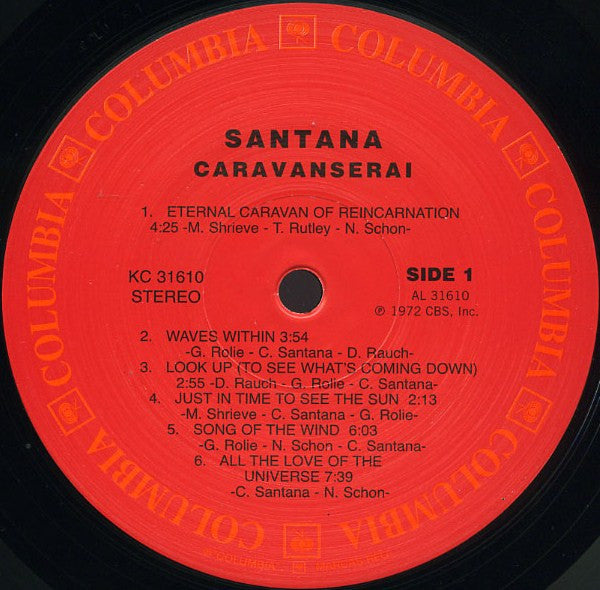 COLUMBIA
COLUMBIA
COLUMBIA
COLUMBIA
COLUMBIA
COLUMBIA
SANTANA
CARAVANSERAI
1. ETERNAL CARAVAN OF REINCARNATION
4:25 -M. Shrieve - T. Rutley - N. Schon-
KC 31610
STEREO
SIDE 1
AL 31610
℗ 1972 CBS, Inc.
2. WAVES WITHIN 3:54
-G. Rolie - C. Santana - D. Rauch-
3. LOOK UP (TO SEE WHAT'S COMING DOWN)
2:55 -D. Rauch - G. Rolie - C. Santana-
4. JUST IN TIME TO SEE THE SUN 2:13
-M. Shrieve - C. Santana - G. Rolie-
5. SONG OF THE WIND 6:03
-G. Rolie - N. Schon - C. Santana-
6. ALL THE LOVE OF THE
UNIVERSE 7:39
-C. Santana - N. Schon-
COLUMBIA